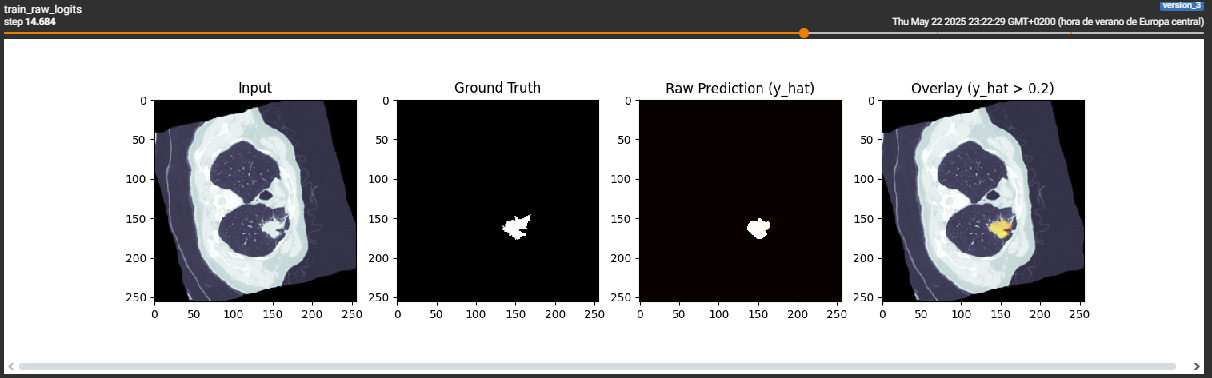 train_raw_logits
version_3
step 14.684
Thu May 22 2025 23:22:29 GMT+0200 (hora de verano de Europa central)
Input
Ground Truth
Raw Prediction (y_hat)
Overlay (y_hat > 0.2)
0
50
100
150
200
250
0 50 100 150 200 250
0
50
100
150
200
250
0 50 100 150 200 250
0
50
100
150
200
250
0 50 100 150 200 250
0
50
100
150
200
250
0 50 100 150 200 250